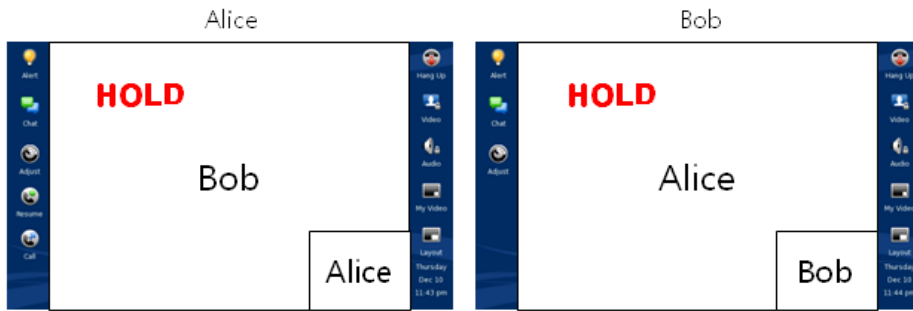 Alice
Alert
Chat
Adjust
Resume
Call
HOLD
Bob
Alice
Hang Up
Video
Audio
My Video
Layout
Thursday
Dec 10
11:43 pm
Bob
Alert
Chat
Adjust
HOLD
Alice
Bob
Hang Up
Video
Audio
My Video
Layout
Thursday
Dec 10
11:44 pm